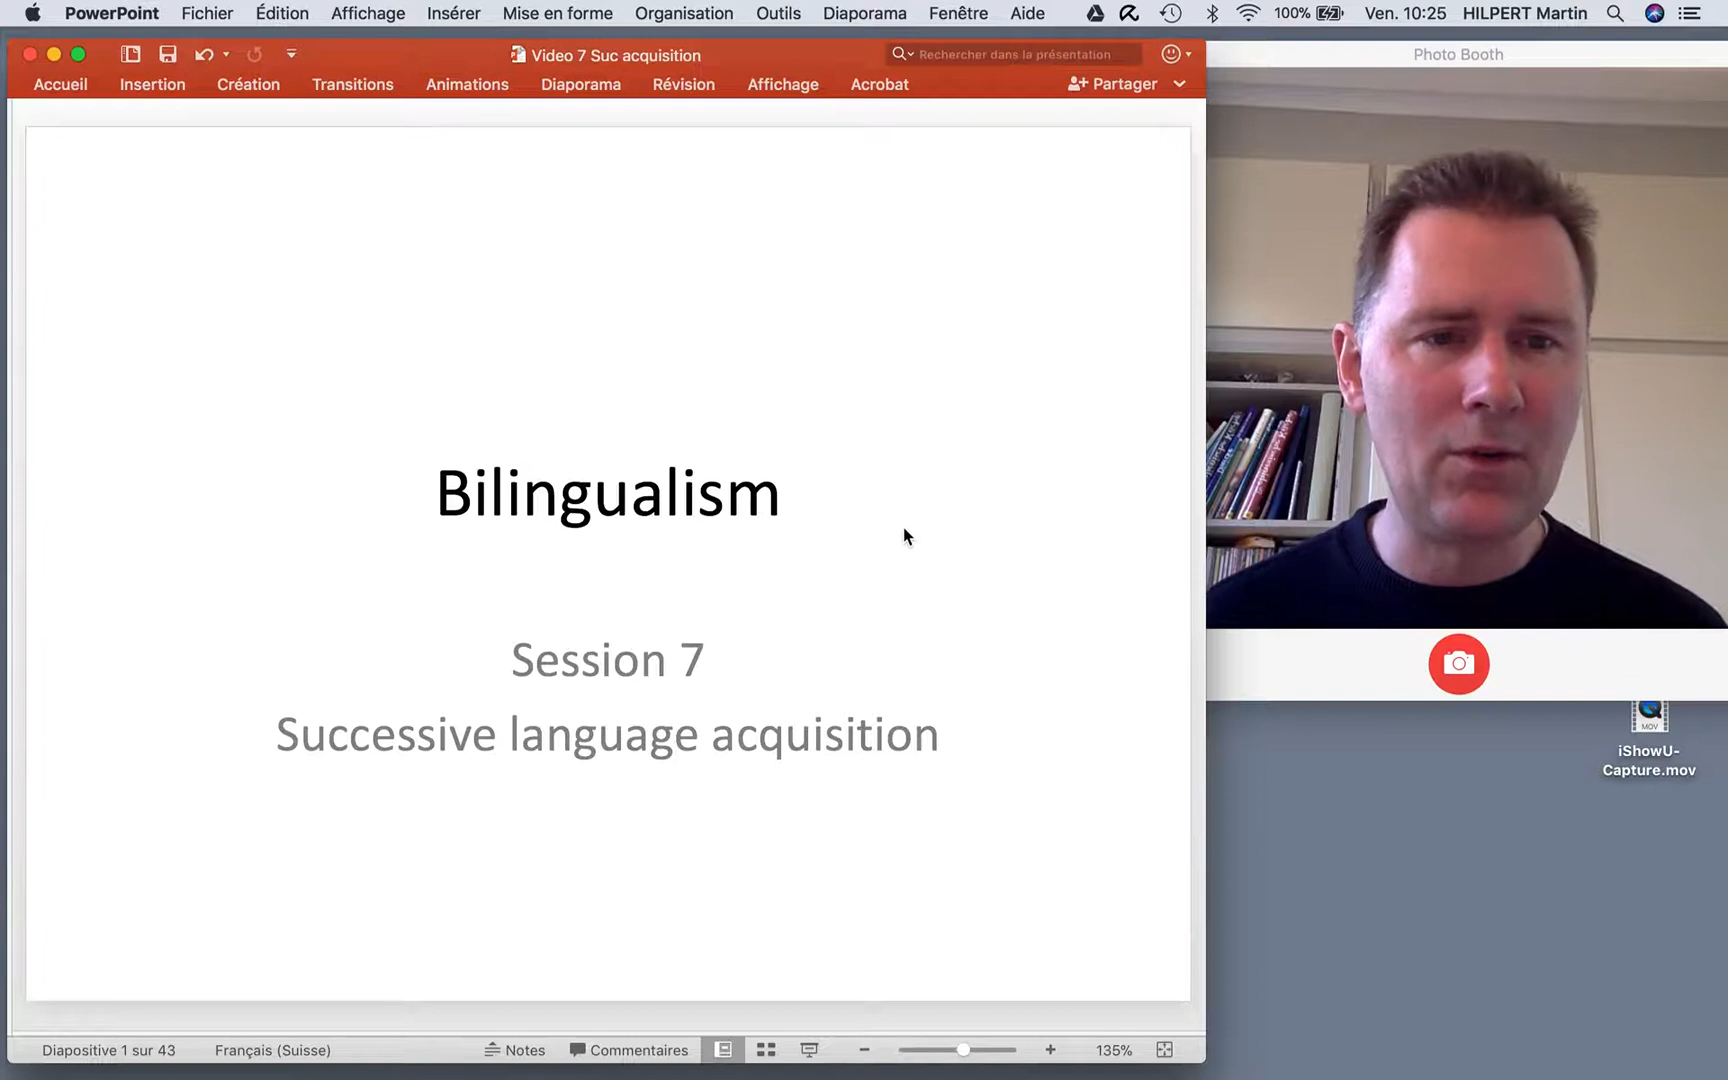 PowerPoint Fichier Édition Affichage Insérer Mise en forme Organisation Outils Diaporama Fenêtre Aide 100% Ven. 10:25 HILPERT Martin
Video 7 Suc acquisition
Rechercher dans la présentation
Photo Booth
Accueil Insertion Création Transitions Animations Diaporama Révision Affichage Acrobat Partager
Bilingualism
Session 7
Successive language acquisition
MOV
iShowU-
Capture.mov
Diapositive 1 sur 43 Français (Suisse) Notes Commentaires 135%